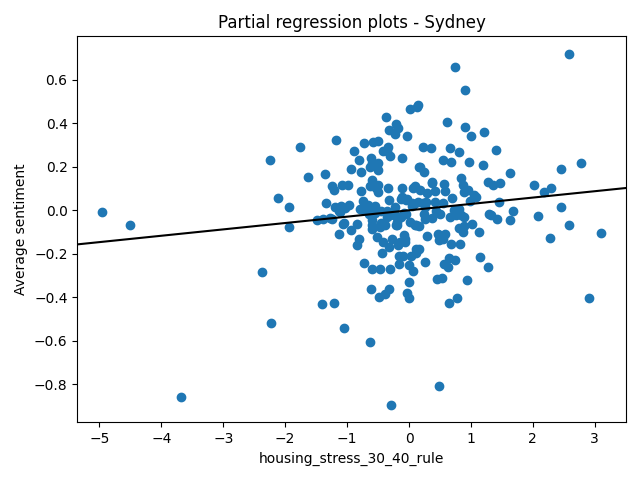 Partial regression plots - Sydney
Average sentiment
0.6
0.4
0.2
0.0
−0.2
−0.4
−0.6
−0.8
−5 −4 −3 −2 −1 0 1 2 3
housing_stress_30_40_rule